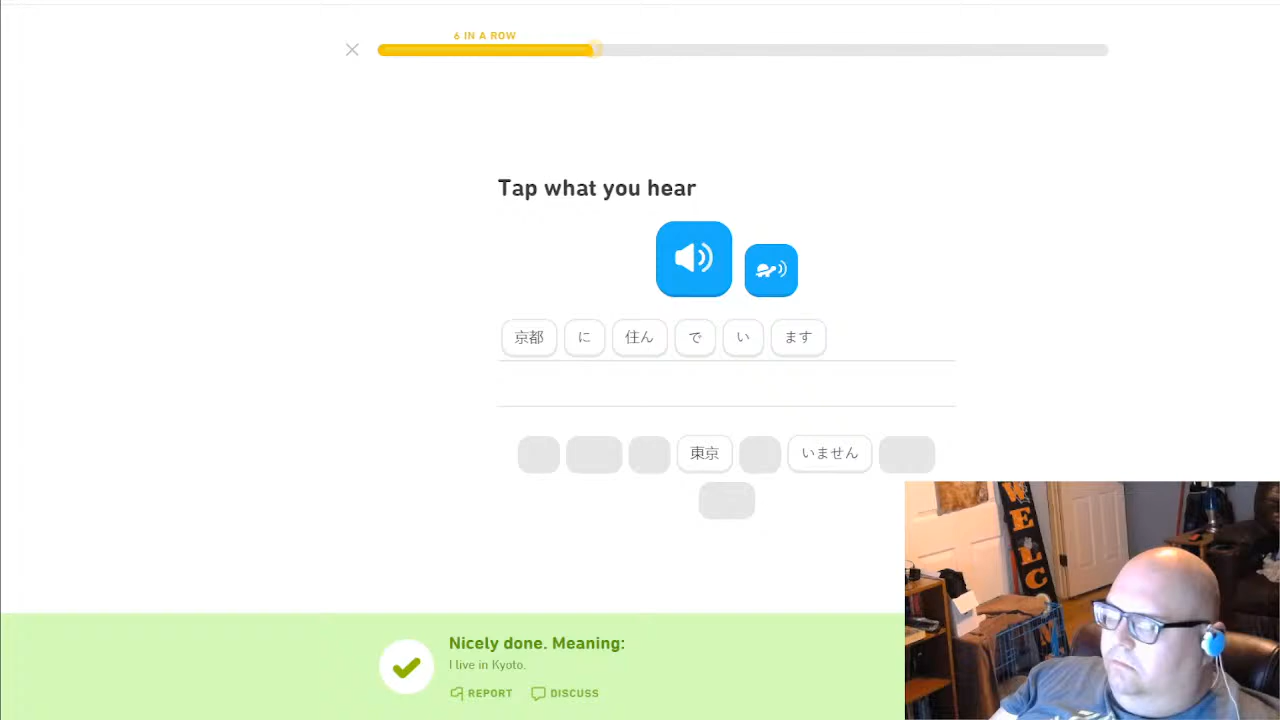 6 IN A ROW
Tap what you hear
京都 に 住ん で い ます
東京 いません
WELC
Nicely done. Meaning:
I live in Kyoto.
REPORT DISCUSS